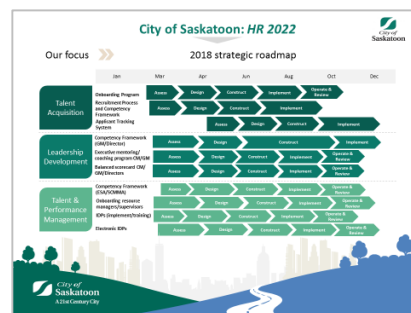 City of Saskatoon: HR 2022
City of
Saskatoon
Our focus
2018 strategic roadmap
Jan Mar Apr Jun Aug Oct Dec
Talent
Acquisition
Onboarding Program
Assess Design Construct Implement Operate &
Review
Recruitment Process
and Competency
Framework
Assess Design Construct Implement
Applicant Tracking
System
Assess Design Construct Implement
Leadership
Development
Competency Framework
(GM/Director)
Assess Design Construct Implement
Executive mentoring/
coaching program CM/GM
Assess Design Construct Implement Operate &
Review
Balanced scorecard CM/
GM/Directors
Assess Design Construct Implement Operate &
Review
Talent &
Performance
Management
Competency Framework
(ESA/SCMMA)
Assess Design Construct Implement Operate &
Review
Onboarding resource
managers/supervisors
Assess Design Construct Implement Operate &
Review
IDPs (implement/training)
Assess Design Construct Implement Operate &
Review
Electronic IDPs
Assess Design Construct Implement Operate &
Review
City of
Saskatoon
A 21st Century City